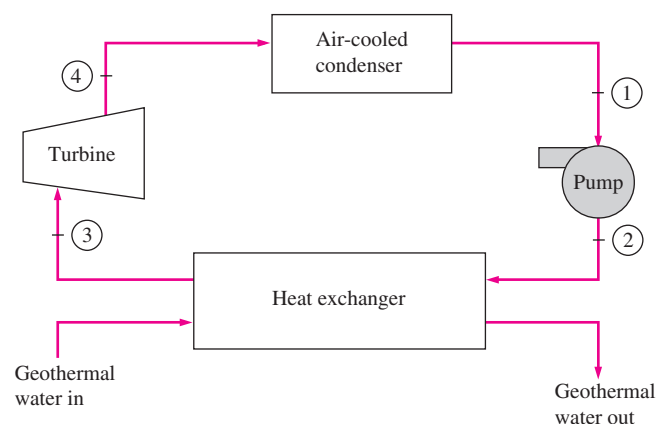 Air-cooled
condenser
4
1
Turbine
Pump
3
2
Heat exchanger
Geothermal
water in
Geothermal
water out